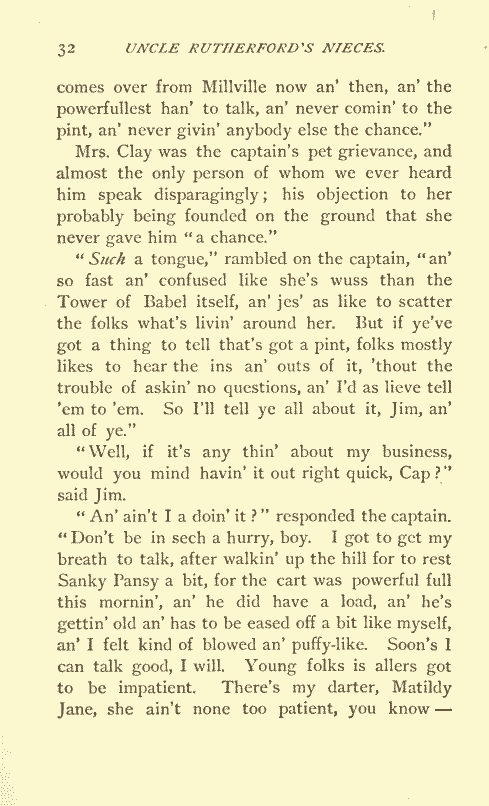 32 UNCLE RUTHERFORD'S NIECES.
comes over from Millville now an' then, an' the
powerfullest han' to talk, an' never comin' to the
pint, an' never givin' anybody else the chance."
Mrs. Clay was the captain's pet grievance, and
almost the only person of whom we ever heard
him speak disparagingly; his objection to her
probably being founded on the ground that she
never gave him "a chance."
"Such a tongue," rambled on the captain, "an'
so fast an' confused like she's wuss than the
Tower of Babel itself, an' jes' as like to scatter
the folks what's livin' around her. But if ye've
got a thing to tell that's got a pint, folks mostly
likes to hear the ins an' outs of it, 'thout the
trouble of askin' no questions, an' I'd as lieve tell
'em to 'em. So I'll tell ye all about it, Jim, an'
all of ye."
"Well, if it's any thin' about my business,
would you mind havin' it out right quick, Cap?"
said Jim.
"An' ain't I a doin' it?" responded the captain.
"Don't be in sech a hurry, boy. I got to get my
breath to talk, after walkin' up the hill for to rest
Sanky Pansy a bit, for the cart was powerful full
this mornin', an' he did have a load, an' he's
gettin' old an' has to be eased off a bit like myself,
an' I felt kind of blowed an' puffy-like. Soon's I
can talk good, I will. Young folks is allers got
to be impatient. There's my darter, Matildy
Jane, she ain't none too patient, you know —